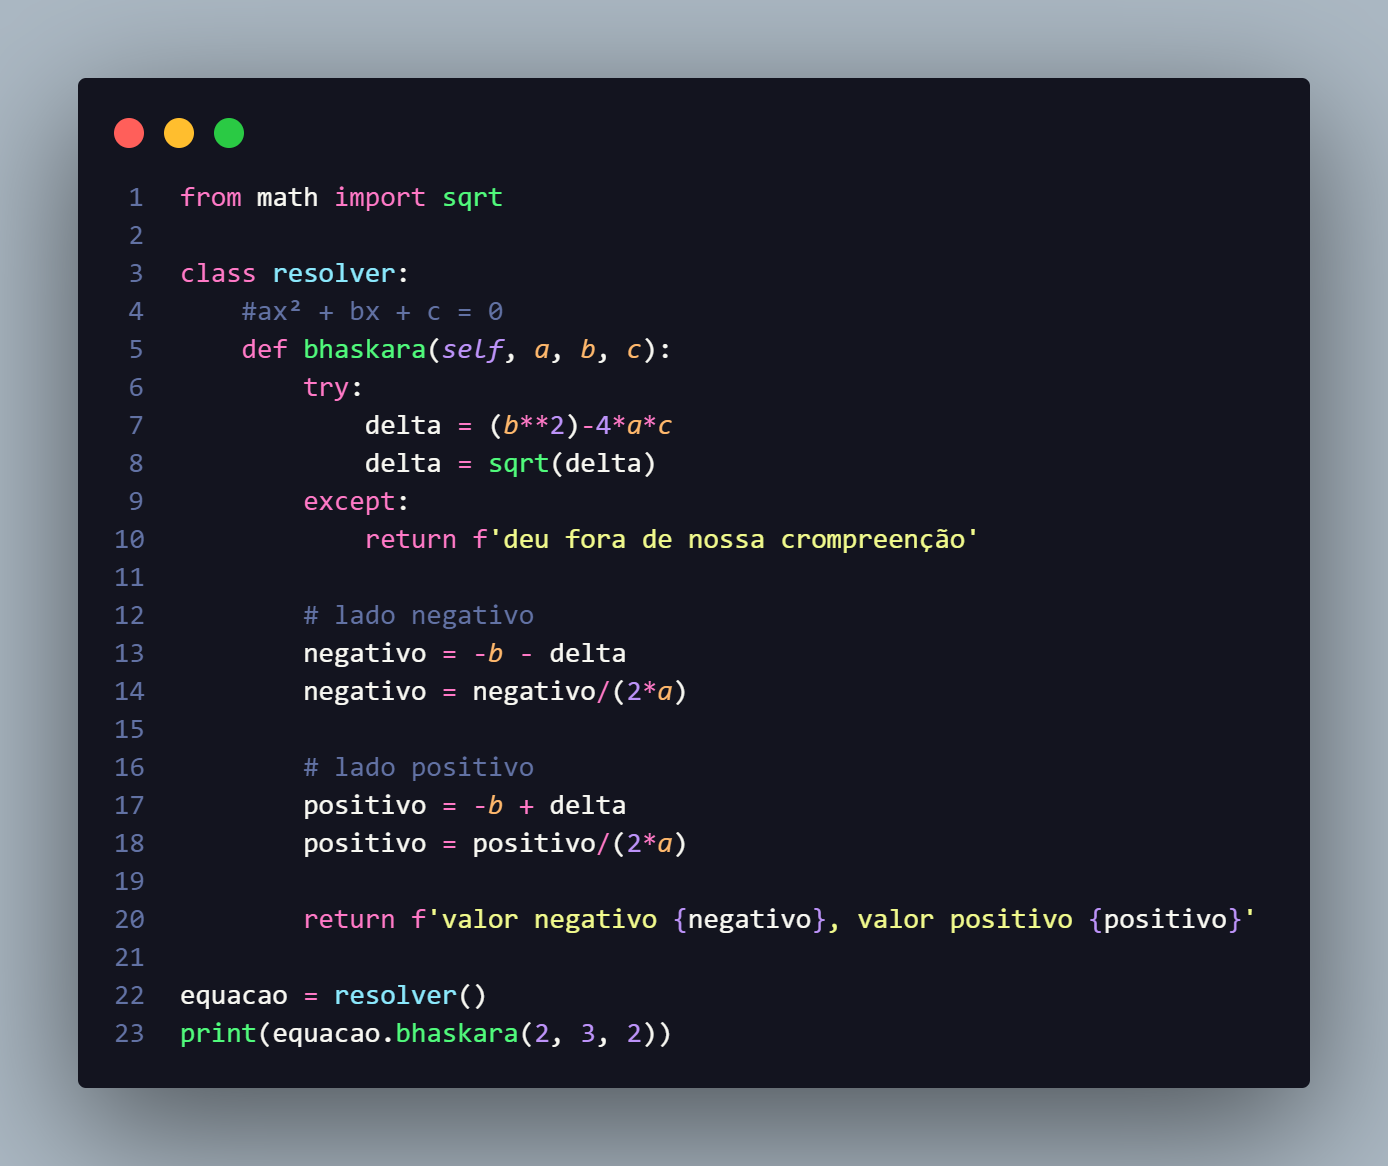 1 from math import sqrt
2
3 class resolver:
4     #ax² + bx + c = 0
5     def bhaskara(self, a, b, c):
6         try:
7             delta = (b**2)-4*a*c
8             delta = sqrt(delta)
9         except:
10             return f'deu fora de nossa crompreenção'
11
12         # lado negativo
13         negativo = -b - delta
14         negativo = negativo/(2*a)
15
16         # lado positivo
17         positivo = -b + delta
18         positivo = positivo/(2*a)
19
20         return f'valor negativo {negativo}, valor positivo {positivo}'
21
22 equacao = resolver()
23 print(equacao.bhaskara(2, 3, 2))